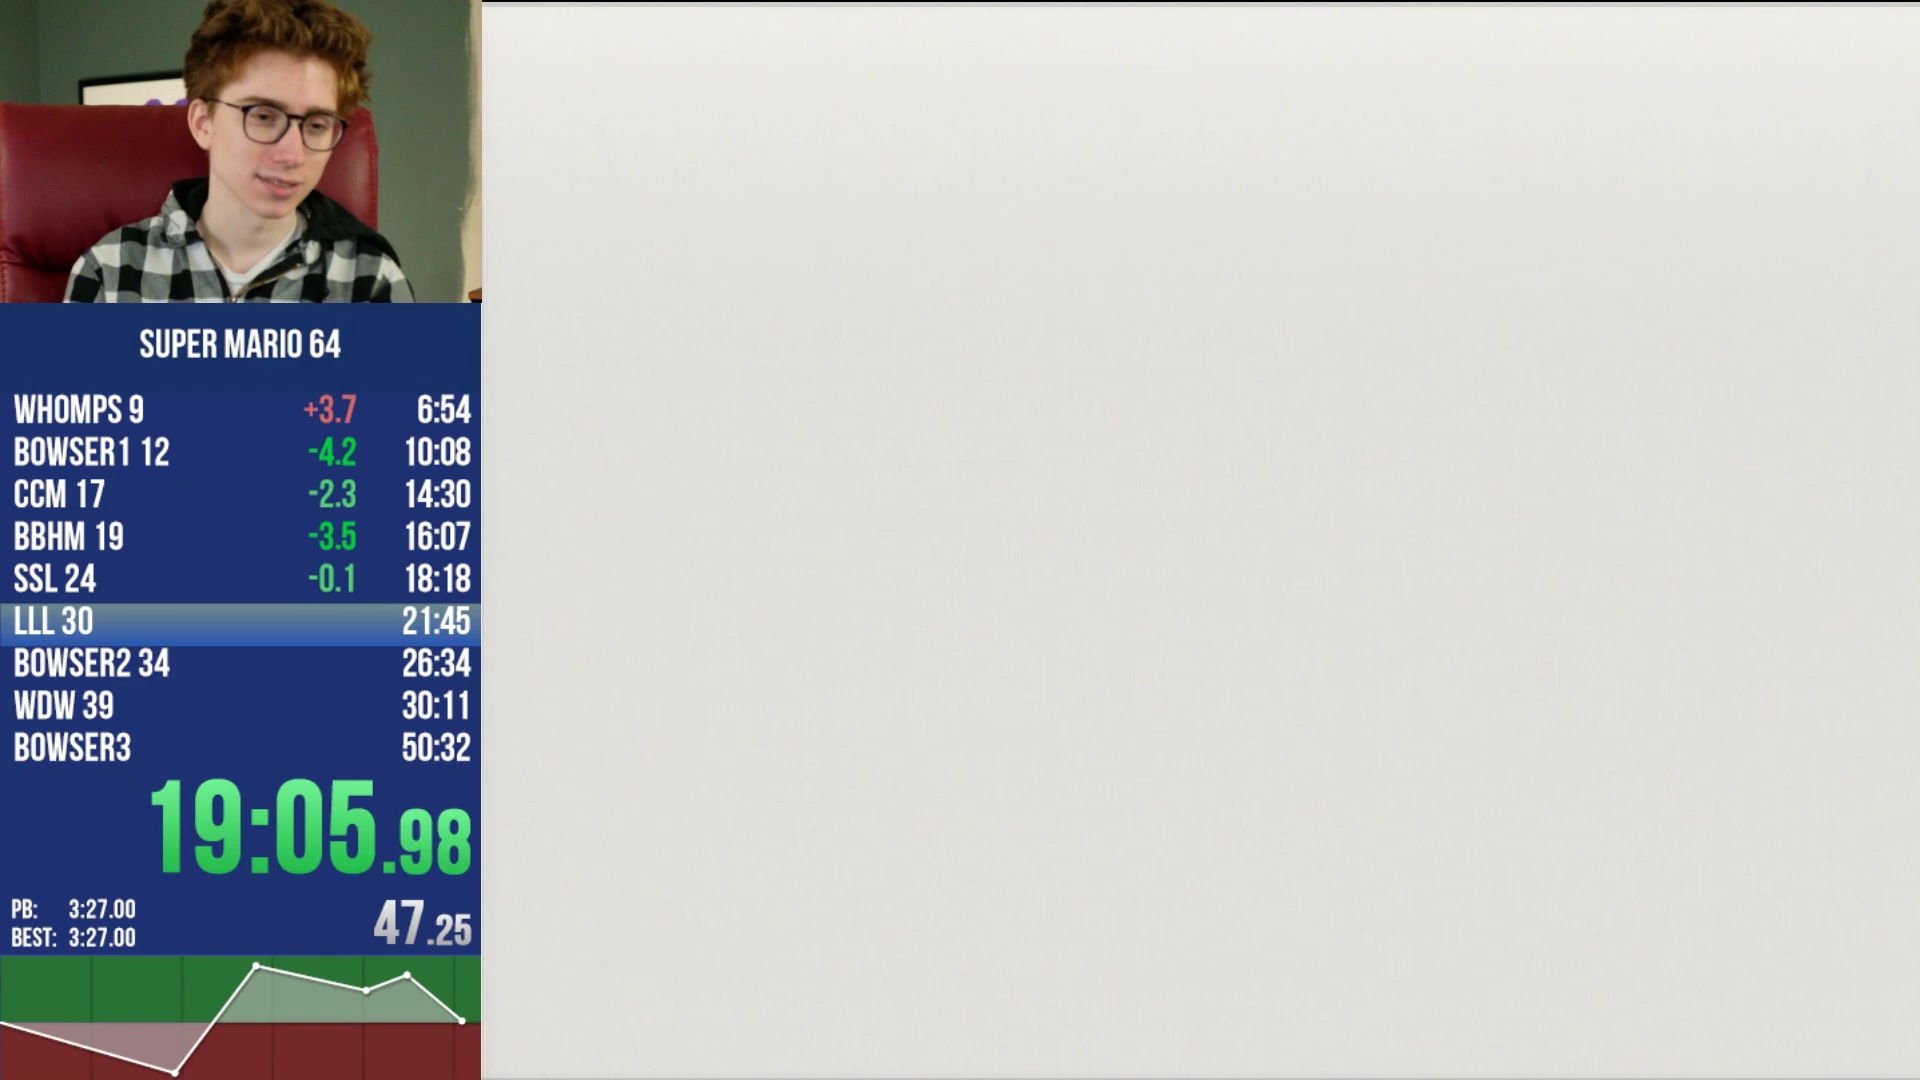 SUPER MARIO 64
WHOMPS 9 +3.7 6:54
BOWSER1 12 -4.2 10:08
CCM 17 -2.3 14:30
BBHM 19 -3.5 16:07
SSL 24 -0.1 18:18
LLL 30 21:45
BOWSER2 34 26:34
WDW 39 30:11
BOWSER3 50:32
19:05.98
PB: 3:27.00 47.25
BEST: 3:27.00